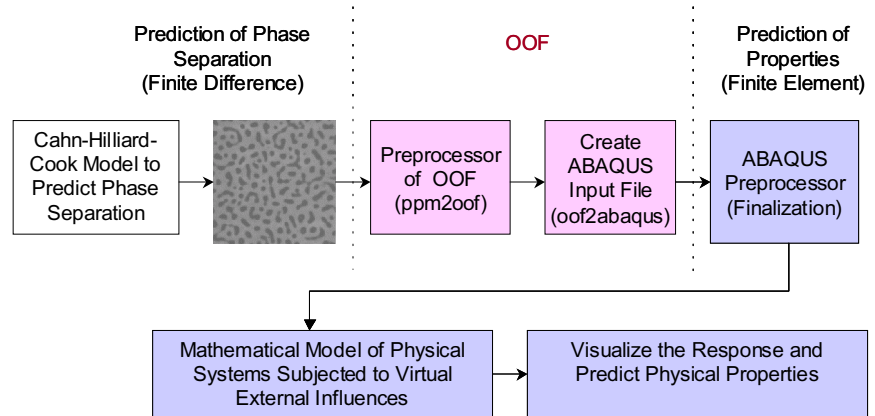 Prediction of Phase
Separation
(Finite Difference)
OOF
Prediction of
Properties
(Finite Element)
Cahn-Hilliard-
Cook Model to
Predict Phase
Separation
Preprocessor
of OOF
(ppm2oof)
Create
ABAQUS
Input File
(oof2abaqus)
ABAQUS
Preprocessor
(Finalization)
Mathematical Model of Physical
Systems Subjected to Virtual
External Influences
Visualize the Response and
Predict Physical Properties